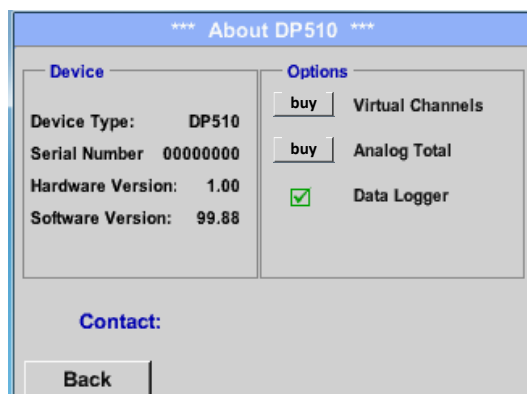 *** About DP510 ***
Device
Device Type: DP510
Serial Number 00000000
Hardware Version: 1.00
Software Version: 99.88
Options
buy Virtual Channels
buy Analog Total
Data Logger
Contact:
Back